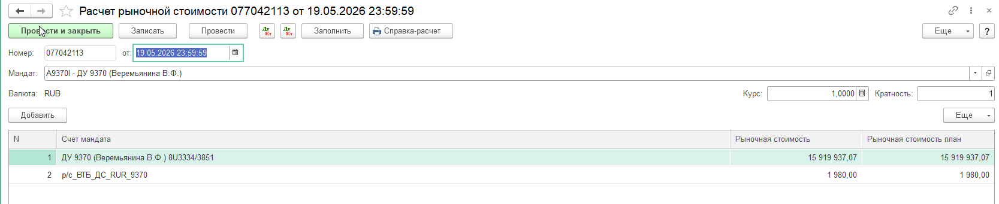 Расчет рыночной стоимости 077042113 от 19.05.2026 23:59:59
Провести и закрыть Записать Провести Дт Кт Дт Кт Заполнить Справка-расчет Еще ?
Номер: 077042113 от: 19.05.2026 23:59:59
Мандат: A9370I - ДУ 9370 (Веремьянина В.Ф.)
Валюта: RUB Курс: 1,0000 Кратность: 1
Добавить Еще
N Счет мандата Рыночная стоимость Рыночная стоимость план
1 ДУ 9370 (Веремьянина В.Ф.) 8U3334/3851 15 919 937,07 15 919 937,07
2 р/с_ВТБ_ДС_RUR_9370 1 980,00 1 980,00